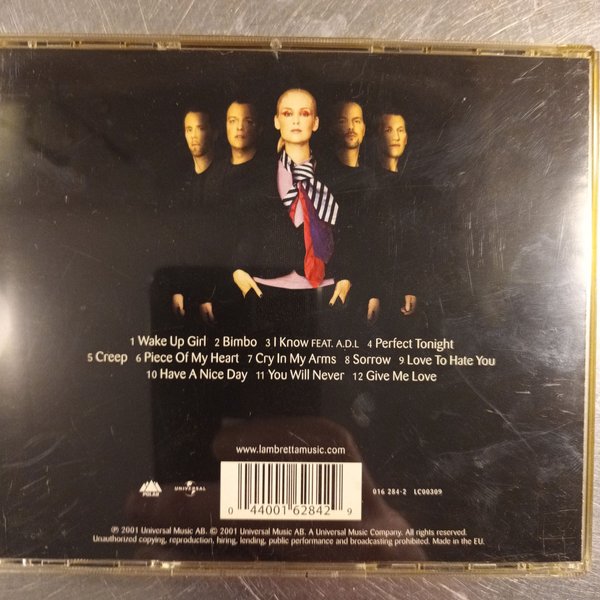 1 Wake Up Girl 2 Bimbo 3 I Know FEAT. A.D.L 4 Perfect Tonight
5 Creep 6 Piece Of My Heart 7 Cry In My Arms 8 Sorrow 9 Love To Hate You
10 Have A Nice Day 11 You Will Never 12 Give Me Love
www.lambrettamusic.com
POLAR UNIVERSAL 016 284-2 LC00309
0 44001 62842 9
℗ 2001 Universal Music AB. © 2001 Universal Music AB. A Universal Music Company. All rights reserved.
Unauthorized copying, reproduction, hiring, lending, public performance and broadcasting prohibited. Made in the EU.